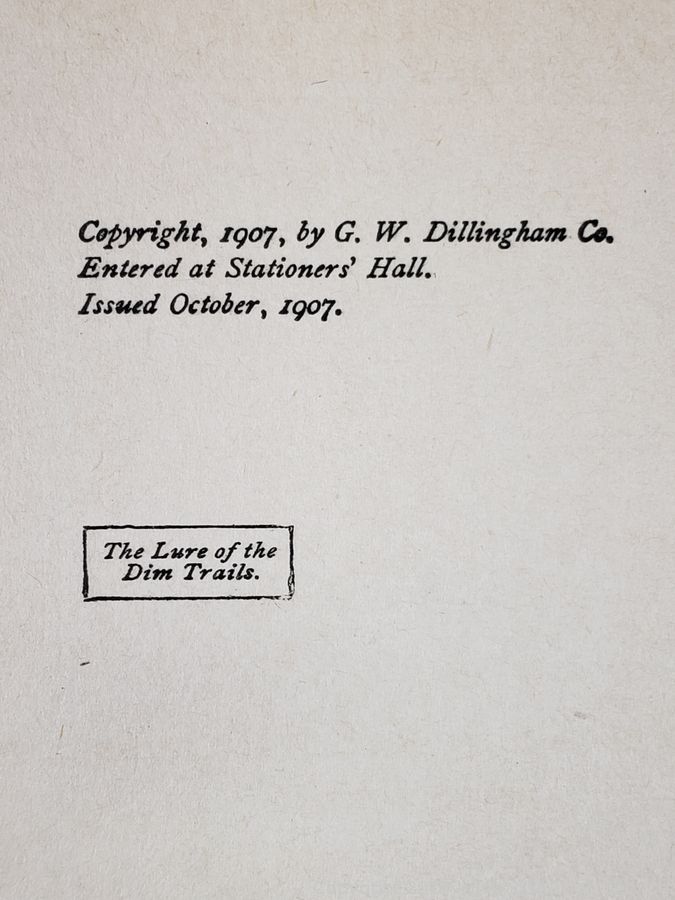 Copyright, 1907, by G. W. Dillingham Co.
Entered at Stationers' Hall.
Issued October, 1907.
The Lure of the
Dim Trails.